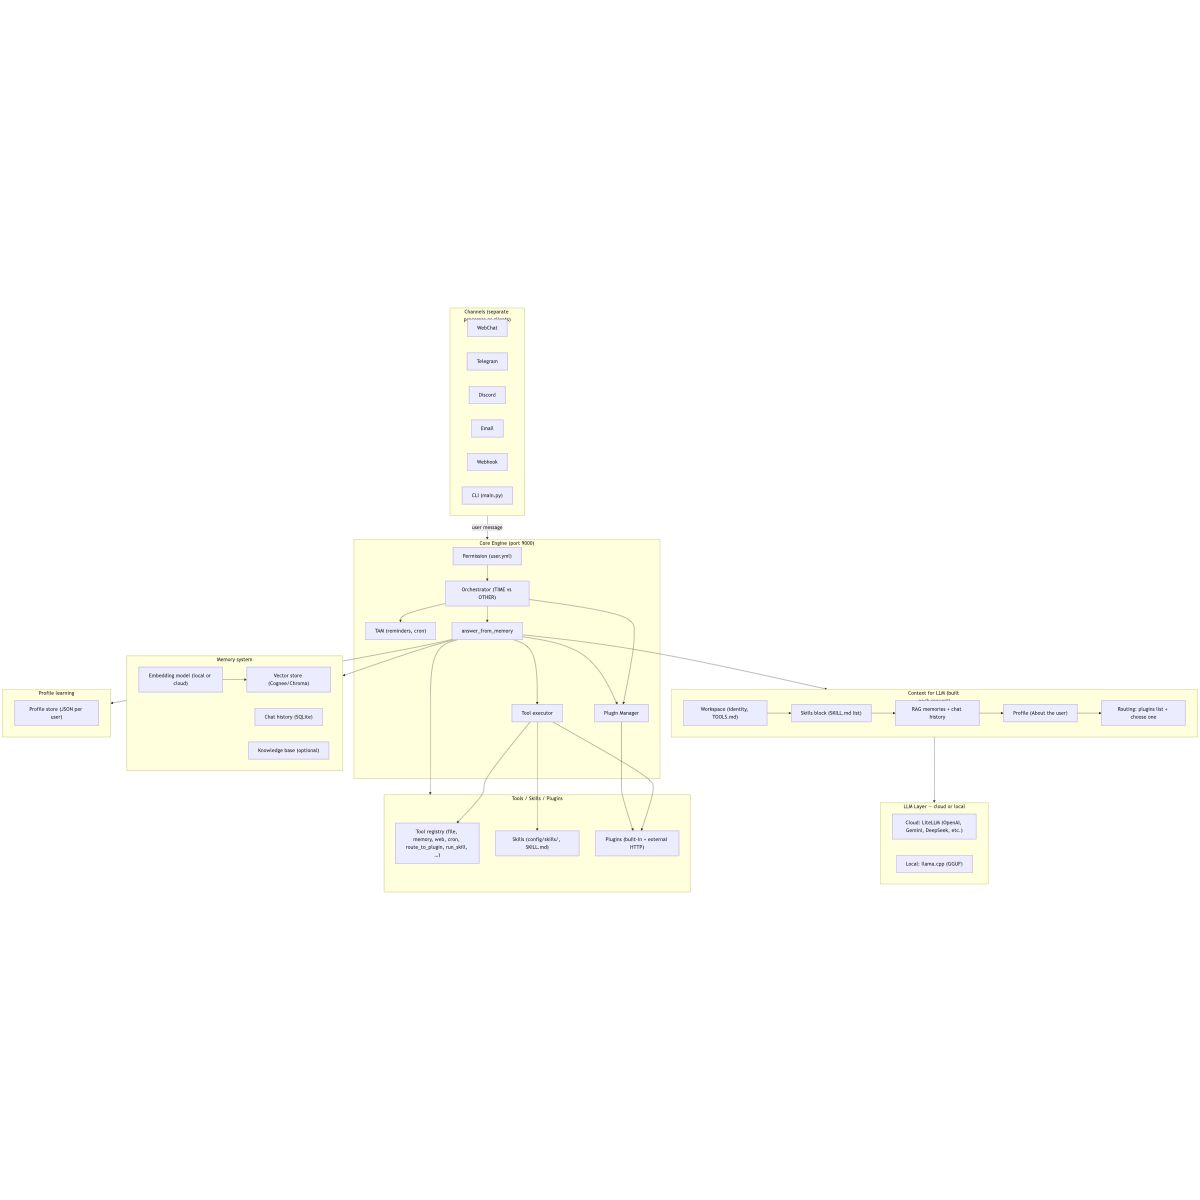 Channels (separate
WebChat
Telegram
Discord
Email
Webhook
CLI (main.py)
user message
Core Engine (port 9000)
Permission (user.yml)
Orchestrator (TIME vs
OTHER)
TAM (reminders, cron)
answer_from_memory
Tool executor
Plugin Manager
Memory system
Embedding model (local or
cloud)
Vector store
(Cognee/Chroma)
Chat history (SQLite)
Knowledge base (optional)
Profile learning
Profile store (JSON per
user)
Context for LLM (built
Workspace (Identity,
TOOLS.md)
Skills block (SKILL.md list)
RAG memories + chat
history
Profile (About the user)
Routing: plugins list +
choose one
Tools / Skills / Plugins
Tool registry (file,
memory, web, cron,
route_to_plugin, run_skill,
…)
Skills (config/skills/,
SKILL.md)
Plugins (built-in + external
HTTP)
LLM Layer — cloud or local
Cloud: LiteLLM (OpenAI,
Gemini, DeepSeek, etc.)
Local: llama.cpp (GGUF)